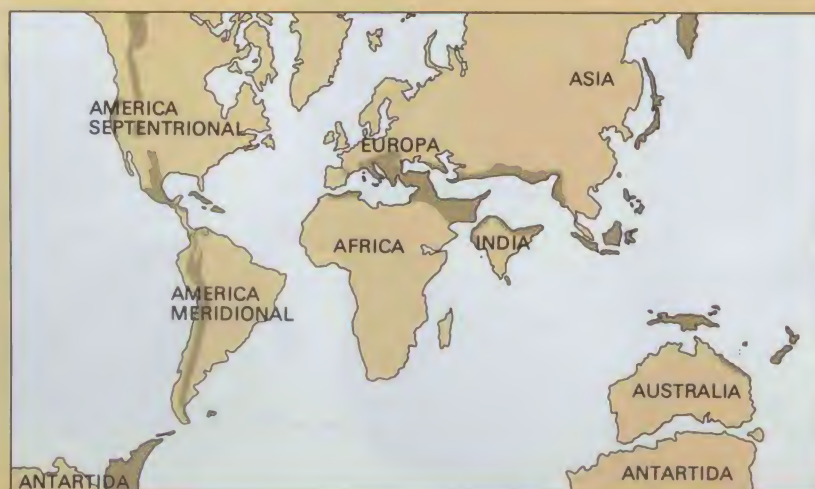 ASIA
AMERICA
SEPTENTRIONAL
EUROPA
AFRICA
INDIA
AMERICA
MERIDIONAL
AUSTRALIA
ANTARTIDA
ANTARTIDA